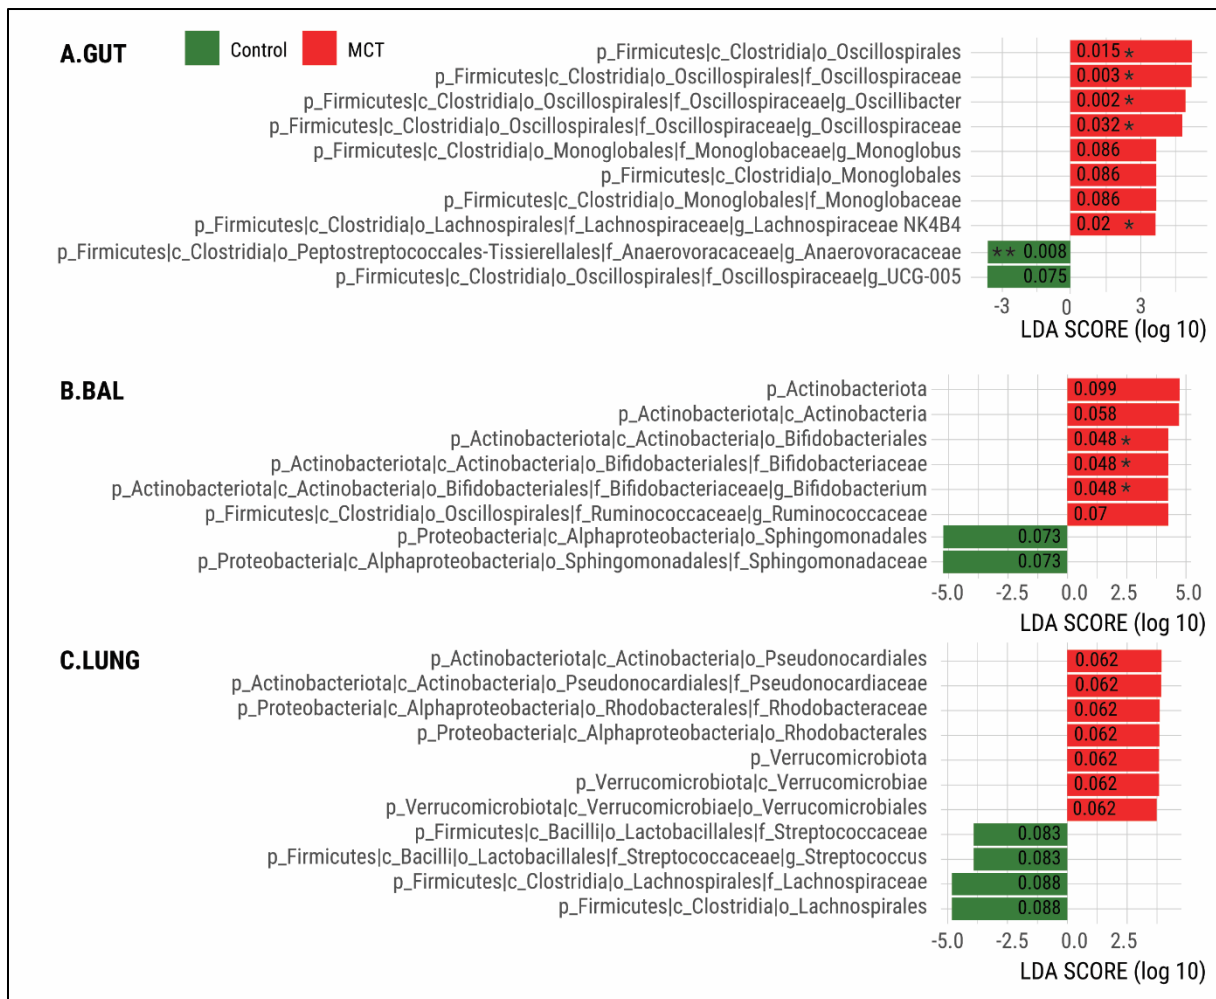 A.GUT
Control
MCT
p_Firmicutes|c_Clostridia|o_Oscillospirales 0.015 *
p_Firmicutes|c_Clostridia|o_Oscillospirales|f_Oscillospiraceae 0.003 *
p_Firmicutes|c_Clostridia|o_Oscillospirales|f_Oscillospiraceae|g_Oscillibacter 0.002 *
p_Firmicutes|c_Clostridia|o_Oscillospirales|f_Oscillospiraceae|g_Oscillospiraceae 0.032 *
p_Firmicutes|c_Clostridia|o_Monoglobales|f_Monoglobaceae|g_Monoglobus 0.086
p_Firmicutes|c_Clostridia|o_Monoglobales 0.086
p_Firmicutes|c_Clostridia|o_Monoglobales|f_Monoglobaceae 0.086
p_Firmicutes|c_Clostridia|o_Lachnospirales|f_Lachnospiraceae|g_Lachnospiraceae NK4B4 0.02 *
p_Firmicutes|c_Clostridia|o_Peptostreptococcales-Tissierellales|f_Anaerovoracaceae|g_Anaerovoracaceae ** 0.008
p_Firmicutes|c_Clostridia|o_Oscillospirales|f_Oscillospiraceae|g_UCG-005 0.075
-3 0 3
LDA SCORE (log 10)
B.BAL
p_Actinobacteriota 0.099
p_Actinobacteriota|c_Actinobacteria 0.058
p_Actinobacteriota|c_Actinobacteria|o_Bifidobacteriales 0.048 *
p_Actinobacteriota|c_Actinobacteria|o_Bifidobacteriales|f_Bifidobacteriaceae 0.048 *
p_Actinobacteriota|c_Actinobacteria|o_Bifidobacteriales|f_Bifidobacteriaceae|g_Bifidobacterium 0.048 *
p_Firmicutes|c_Clostridia|o_Oscillospirales|f_Ruminococcaceae|g_Ruminococcaceae 0.07
p_Proteobacteria|c_Alphaproteobacteria|o_Sphingomonadales 0.073
p_Proteobacteria|c_Alphaproteobacteria|o_Sphingomonadales|f_Sphingomonadaceae 0.073
-5.0 -2.5 0.0 2.5 5.0
LDA SCORE (log 10)
C.LUNG
p_Actinobacteriota|c_Actinobacteria|o_Pseudonocardiales 0.062
p_Actinobacteriota|c_Actinobacteria|o_Pseudonocardiales|f_Pseudonocardiaceae 0.062
p_Proteobacteria|c_Alphaproteobacteria|o_Rhodobacterales|f_Rhodobacteraceae 0.062
p_Proteobacteria|c_Alphaproteobacteria|o_Rhodobacterales 0.062
p_Verrucomicrobiota 0.062
p_Verrucomicrobiota|c_Verrucomicrobiae 0.062
p_Verrucomicrobiota|c_Verrucomicrobiae|o_Verrucomicrobiales 0.062
p_Firmicutes|c_Bacilli|o_Lactobacillales|f_Streptococcaceae 0.083
p_Firmicutes|c_Bacilli|o_Lactobacillales|f_Streptococcaceae|g_Streptococcus 0.083
p_Firmicutes|c_Clostridia|o_Lachnospirales|f_Lachnospiraceae 0.088
p_Firmicutes|c_Clostridia|o_Lachnospirales 0.088
-5.0 -2.5 0.0 2.5
LDA SCORE (log 10)